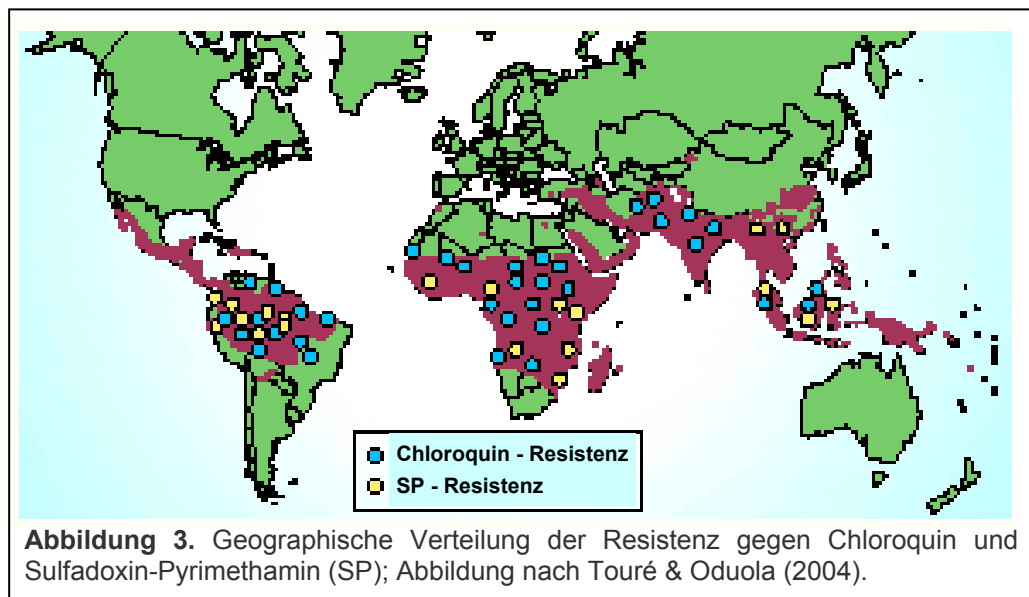 Chloroquin - Resistenz
SP - Resistenz
Abbildung 3. Geographische Verteilung der Resistenz gegen Chloroquin und
Sulfadoxin-Pyrimethamin (SP); Abbildung nach Touré & Oduola (2004).